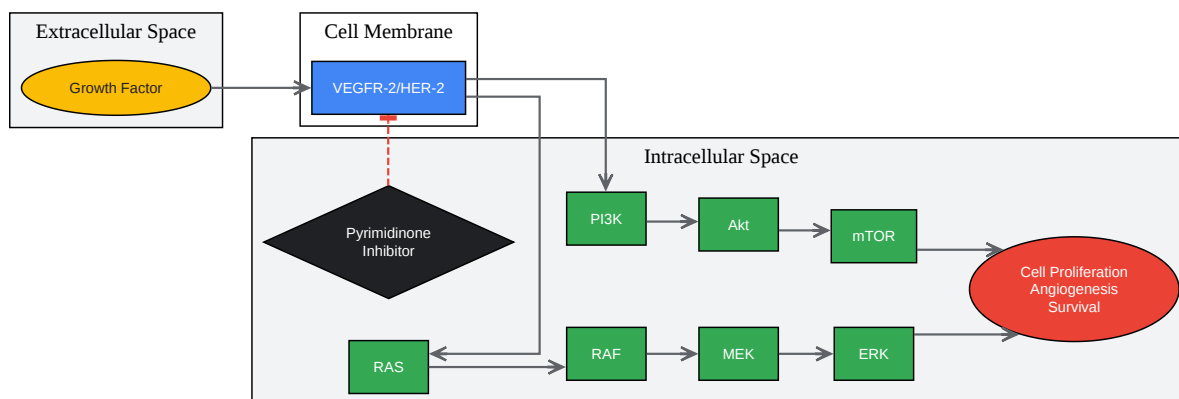 Extracellular Space
Growth Factor
Cell Membrane
VEGFR-2/HER-2
Intracellular Space
Pyrimidinone
Inhibitor
PI3K
Akt
mTOR
Cell Proliferation
Angiogenesis
Survival
RAS
RAF
MEK
ERK